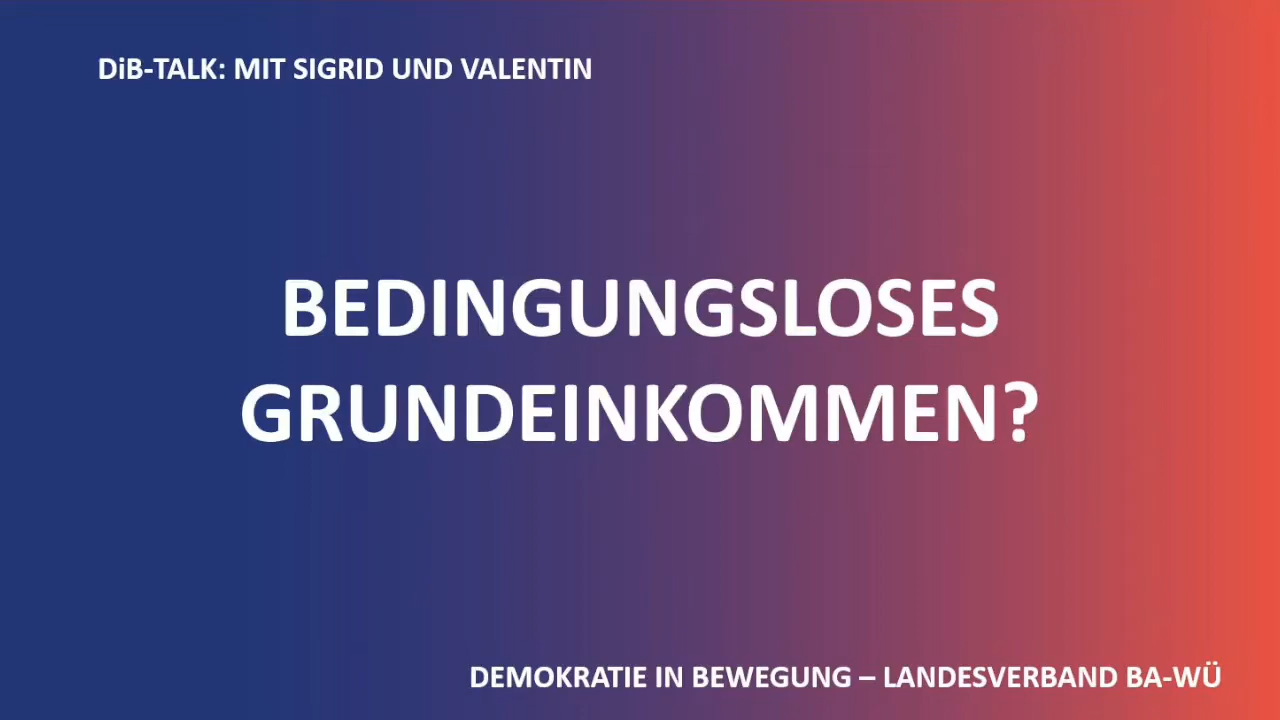 DiB-TALK: MIT SIGRID UND VALENTIN
BEDINGUNGSLOSES
GRUNDEINKOMMEN?
DEMOKRATIE IN BEWEGUNG – LANDESVERBAND BA-WÜ